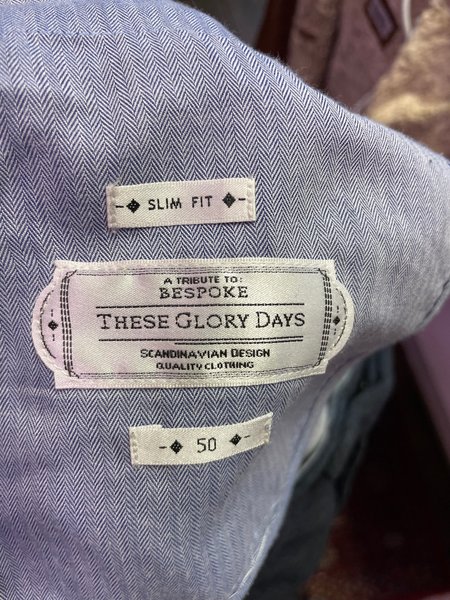 SLIM FIT
A TRIBUTE TO:
BESPOKE
THESE GLORY DAYS
SCANDINAVIAN DESIGN
QUALITY CLOTHING
50